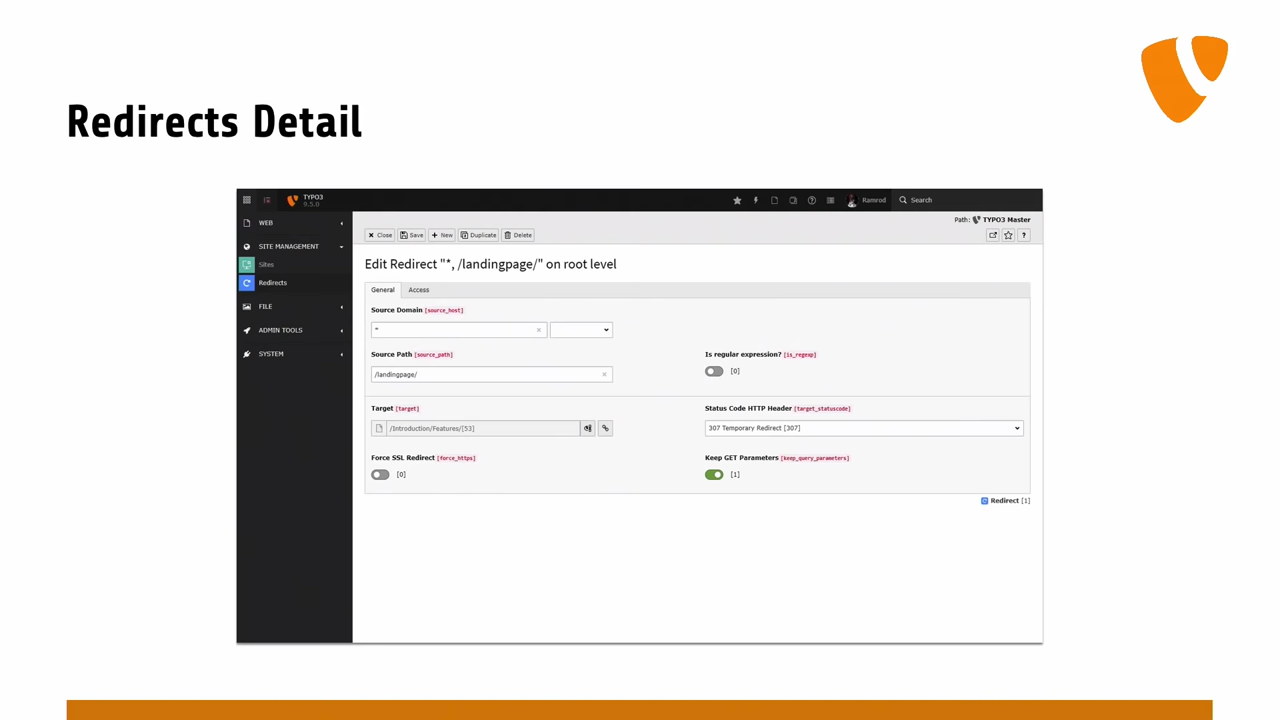 Redirects Detail
TYPO3
9.5.0
Ramrod
Search
WEB
SITE MANAGEMENT
Sites
Redirects
FILE
ADMIN TOOLS
SYSTEM
Path: TYPO3 Master
Close Save New Duplicate Delete
?
Edit Redirect "*, /landingpage/" on root level
General Access
Source Domain [source_host]
*
Source Path [source_path]
/landingpage/
Is regular expression? [is_regexp]
[0]
Target [target]
/Introduction/Features/[53]
Status Code HTTP Header [target_statuscode]
307 Temporary Redirect [307]
Force SSL Redirect [force_https]
[0]
Keep GET Parameters [keep_query_parameters]
[1]
Redirect [1]